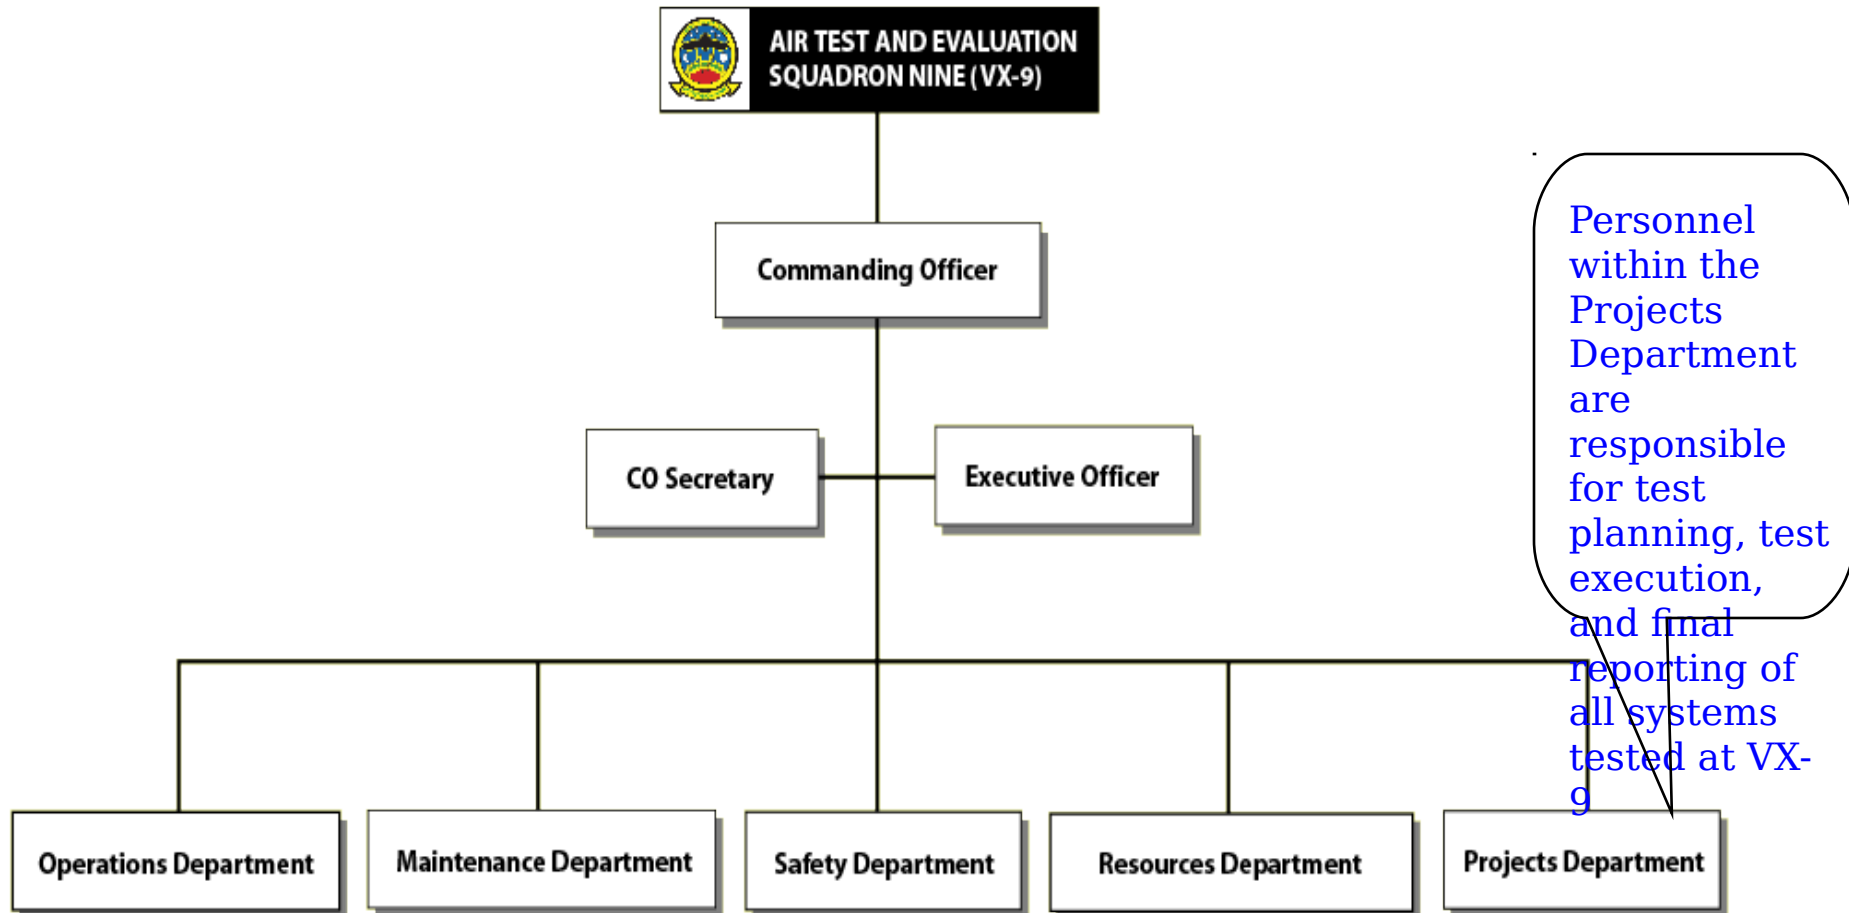 AIR TEST AND EVALUATION
SQUADRON NINE (VX-9)
Commanding Officer
CO Secretary
Executive Officer
Personnel
within the
Projects
Department
are
responsible
for test
planning, test
execution,
and final
reporting of
all systems
tested at VX-
9
Operations Department
Maintenance Department
Safety Department
Resources Department
Projects Department